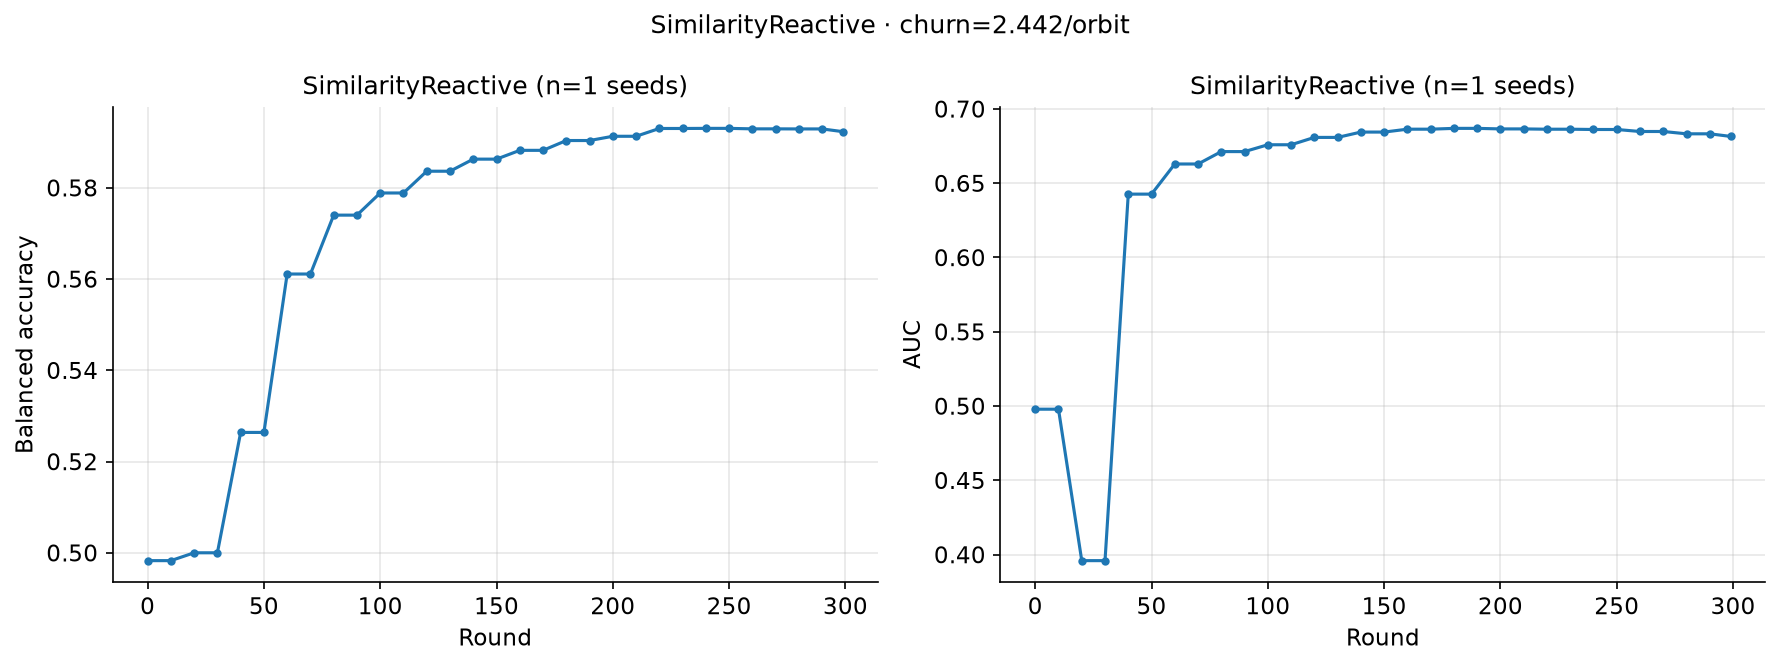 SimilarityReactive · churn=2.442/orbit
SimilarityReactive (n=1 seeds)
Balanced accuracy
0.58
0.56
0.54
0.52
0.50
0 50 100 150 200 250 300
Round
SimilarityReactive (n=1 seeds)
AUC
0.70
0.65
0.60
0.55
0.50
0.45
0.40
0 50 100 150 200 250 300
Round